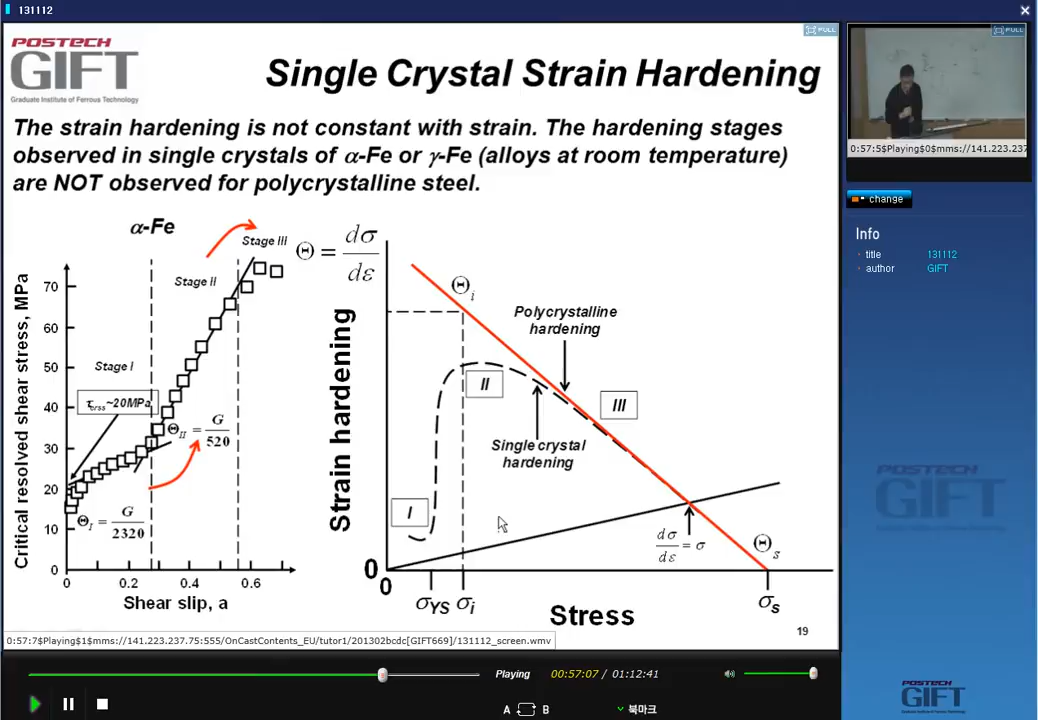 131112
POSTECH
GIFT
Graduate Institute of Ferrous Technology
Single Crystal Strain Hardening
FULL
The strain hardening is not constant with strain. The hardening stages
observed in single crystals of α-Fe or γ-Fe (alloys at room temperature)
are NOT observed for polycrystalline steel.
α-Fe
Critical resolved shear stress, MPa
70
60
50
40
30
20
10
0
0
0.2
0.4
0.6
Shear slip, a
Stage I
Stage II
Stage III
τcrss~20MPa
Θ_I = G/2320
Θ_II = G/520
Θ = dσ/dε
Strain hardening
Θi
Polycrystalline
hardening
II
III
Single crystal
hardening
I
dσ/dε = σ
Θs
0
0
σYS
σi
σs
Stress
19
0:57:7$Playing$1$mms://141.223.237.75:555/OnCastContents_EU/tutor1/201302bcdc[GIFT669]/131112_screen.wmv
Playing
00:57:07 / 01:12:41
A B
북마크
FULL
0:57:5$Playing$0$mms://141.223.237
change
Info
title 131112
author GIFT
POSTECH
GIFT
POSTECH
GIFT